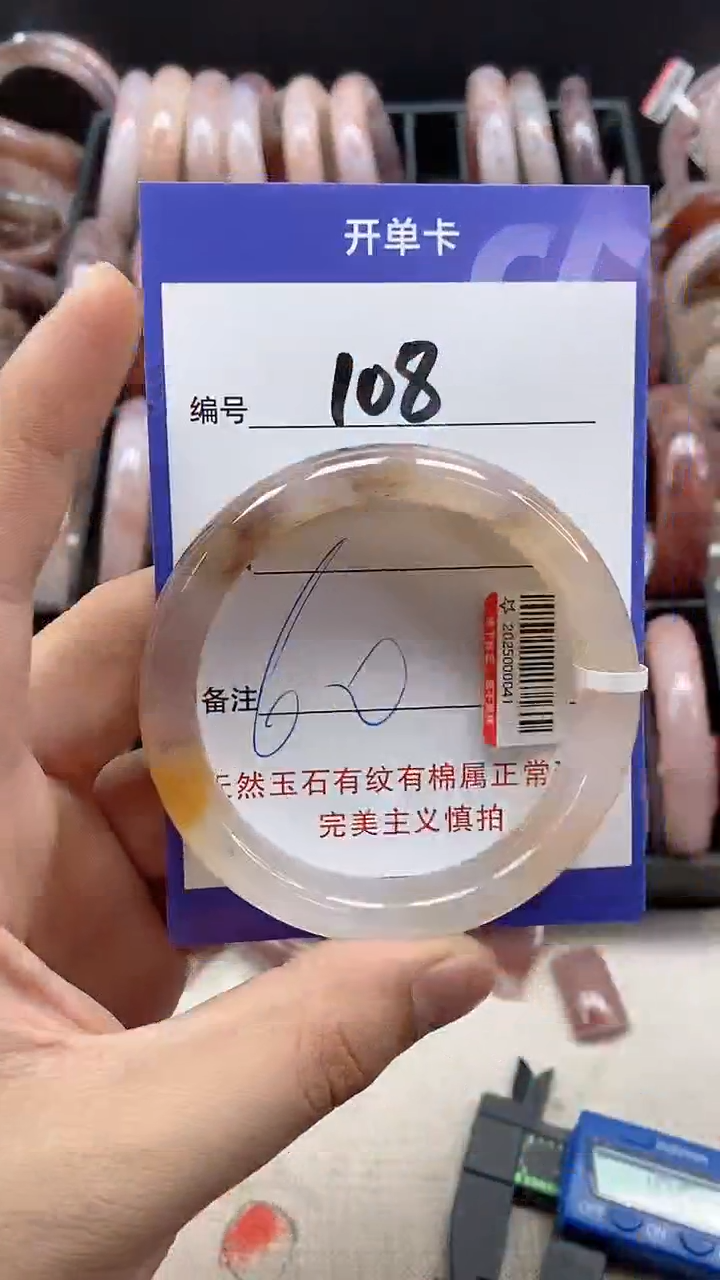 开单卡
编号 108
备注 60
2025000041
天然玉石有纹有棉属正常
完美主义慎拍